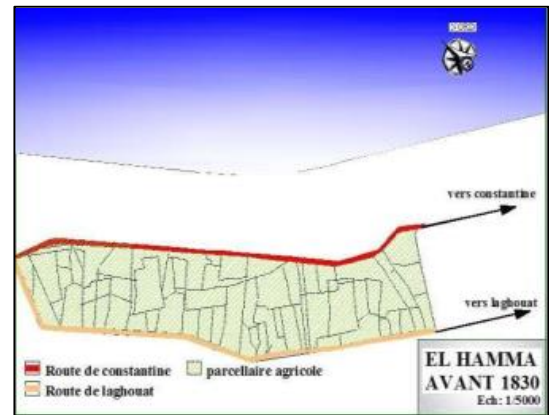 vers constantine
vers laghouat
Route de constantine
parcellaire agricole
Route de laghouat
EL HAMMA
AVANT 1830
Ech: 1/5000